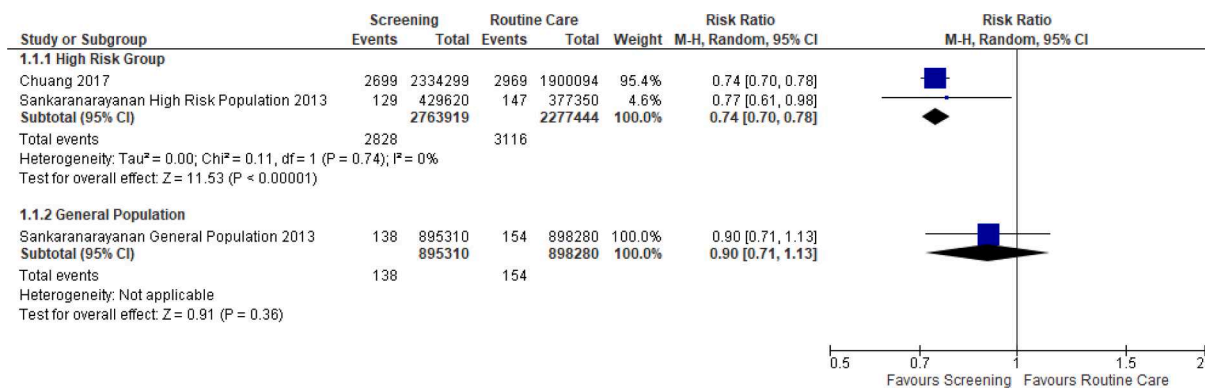 Screening Routine Care Risk Ratio Risk Ratio
Study or Subgroup Events Total Events Total Weight M-H, Random, 95% CI M-H, Random, 95% CI
1.1.1 High Risk Group
Chuang 2017 2699 2334299 2969 1900094 95.4% 0.74 [0.70, 0.78]
Sankaranarayanan High Risk Population 2013 129 429620 147 377350 4.6% 0.77 [0.61, 0.98]
Subtotal (95% CI) 2763919 2277444 100.0% 0.74 [0.70, 0.78]
Total events 2828 3116
Heterogeneity: Tau² = 0.00; Chi² = 0.11, df = 1 (P = 0.74); I² = 0%
Test for overall effect: Z = 11.53 (P < 0.00001)
1.1.2 General Population
Sankaranarayanan General Population 2013 138 895310 154 898280 100.0% 0.90 [0.71, 1.13]
Subtotal (95% CI) 895310 898280 100.0% 0.90 [0.71, 1.13]
Total events 138 154
Heterogeneity: Not applicable
Test for overall effect: Z = 0.91 (P = 0.36)
0.5 0.7 1 1.5 2
Favours Screening Favours Routine Care